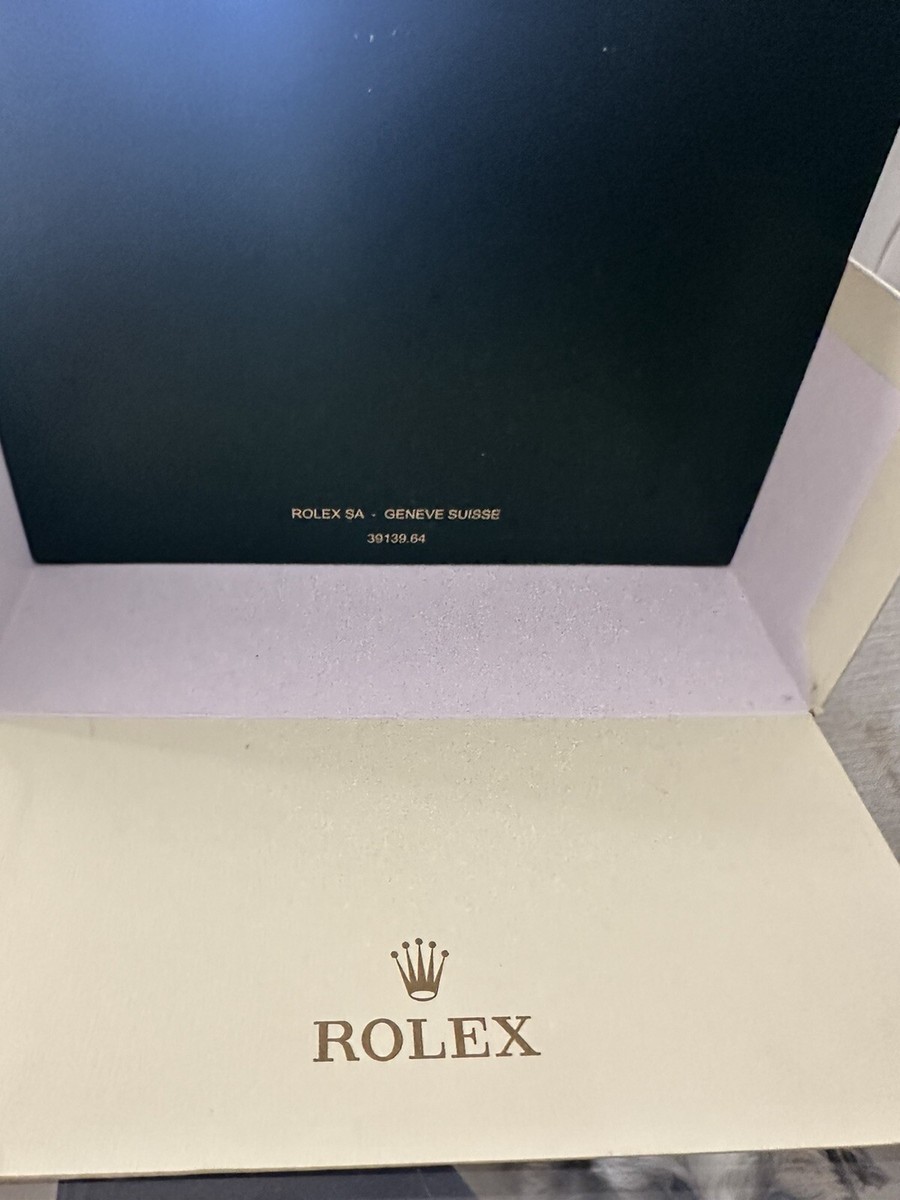 ROLEX SA - GENEVE SUISSE
39139.64
ROLEX